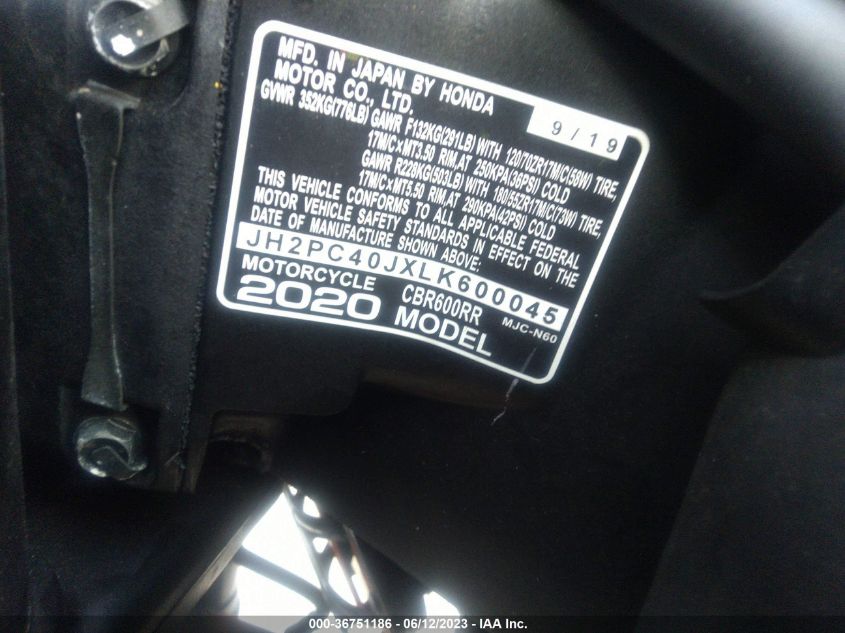 MFD. IN JAPAN BY HONDA
MOTOR CO., LTD.
9/19
GVWR 352KG(776LB) GAWR F132KG(291LB) WITH 120/70ZR17M/C(58W) TIRE,
17M/C×MT3.50 RIM,AT 250KPA(36PSI) COLD
GAWR R228KG(503LB) WITH 180/55ZR17M/C(73W) TIRE,
17M/C×MT5.50 RIM,AT 290KPA(42PSI) COLD
THIS VEHICLE CONFORMS TO ALL APPLICABLE FEDERAL
MOTOR VEHICLE SAFETY STANDARDS IN EFFECT ON THE
DATE OF MANUFACTURE SHOWN ABOVE:
JH2PC40JXLK600045
MOTORCYCLE CBR600RR MJC-N60
2020 MODEL
000-36751186 - 06/12/2023 - IAA Inc.